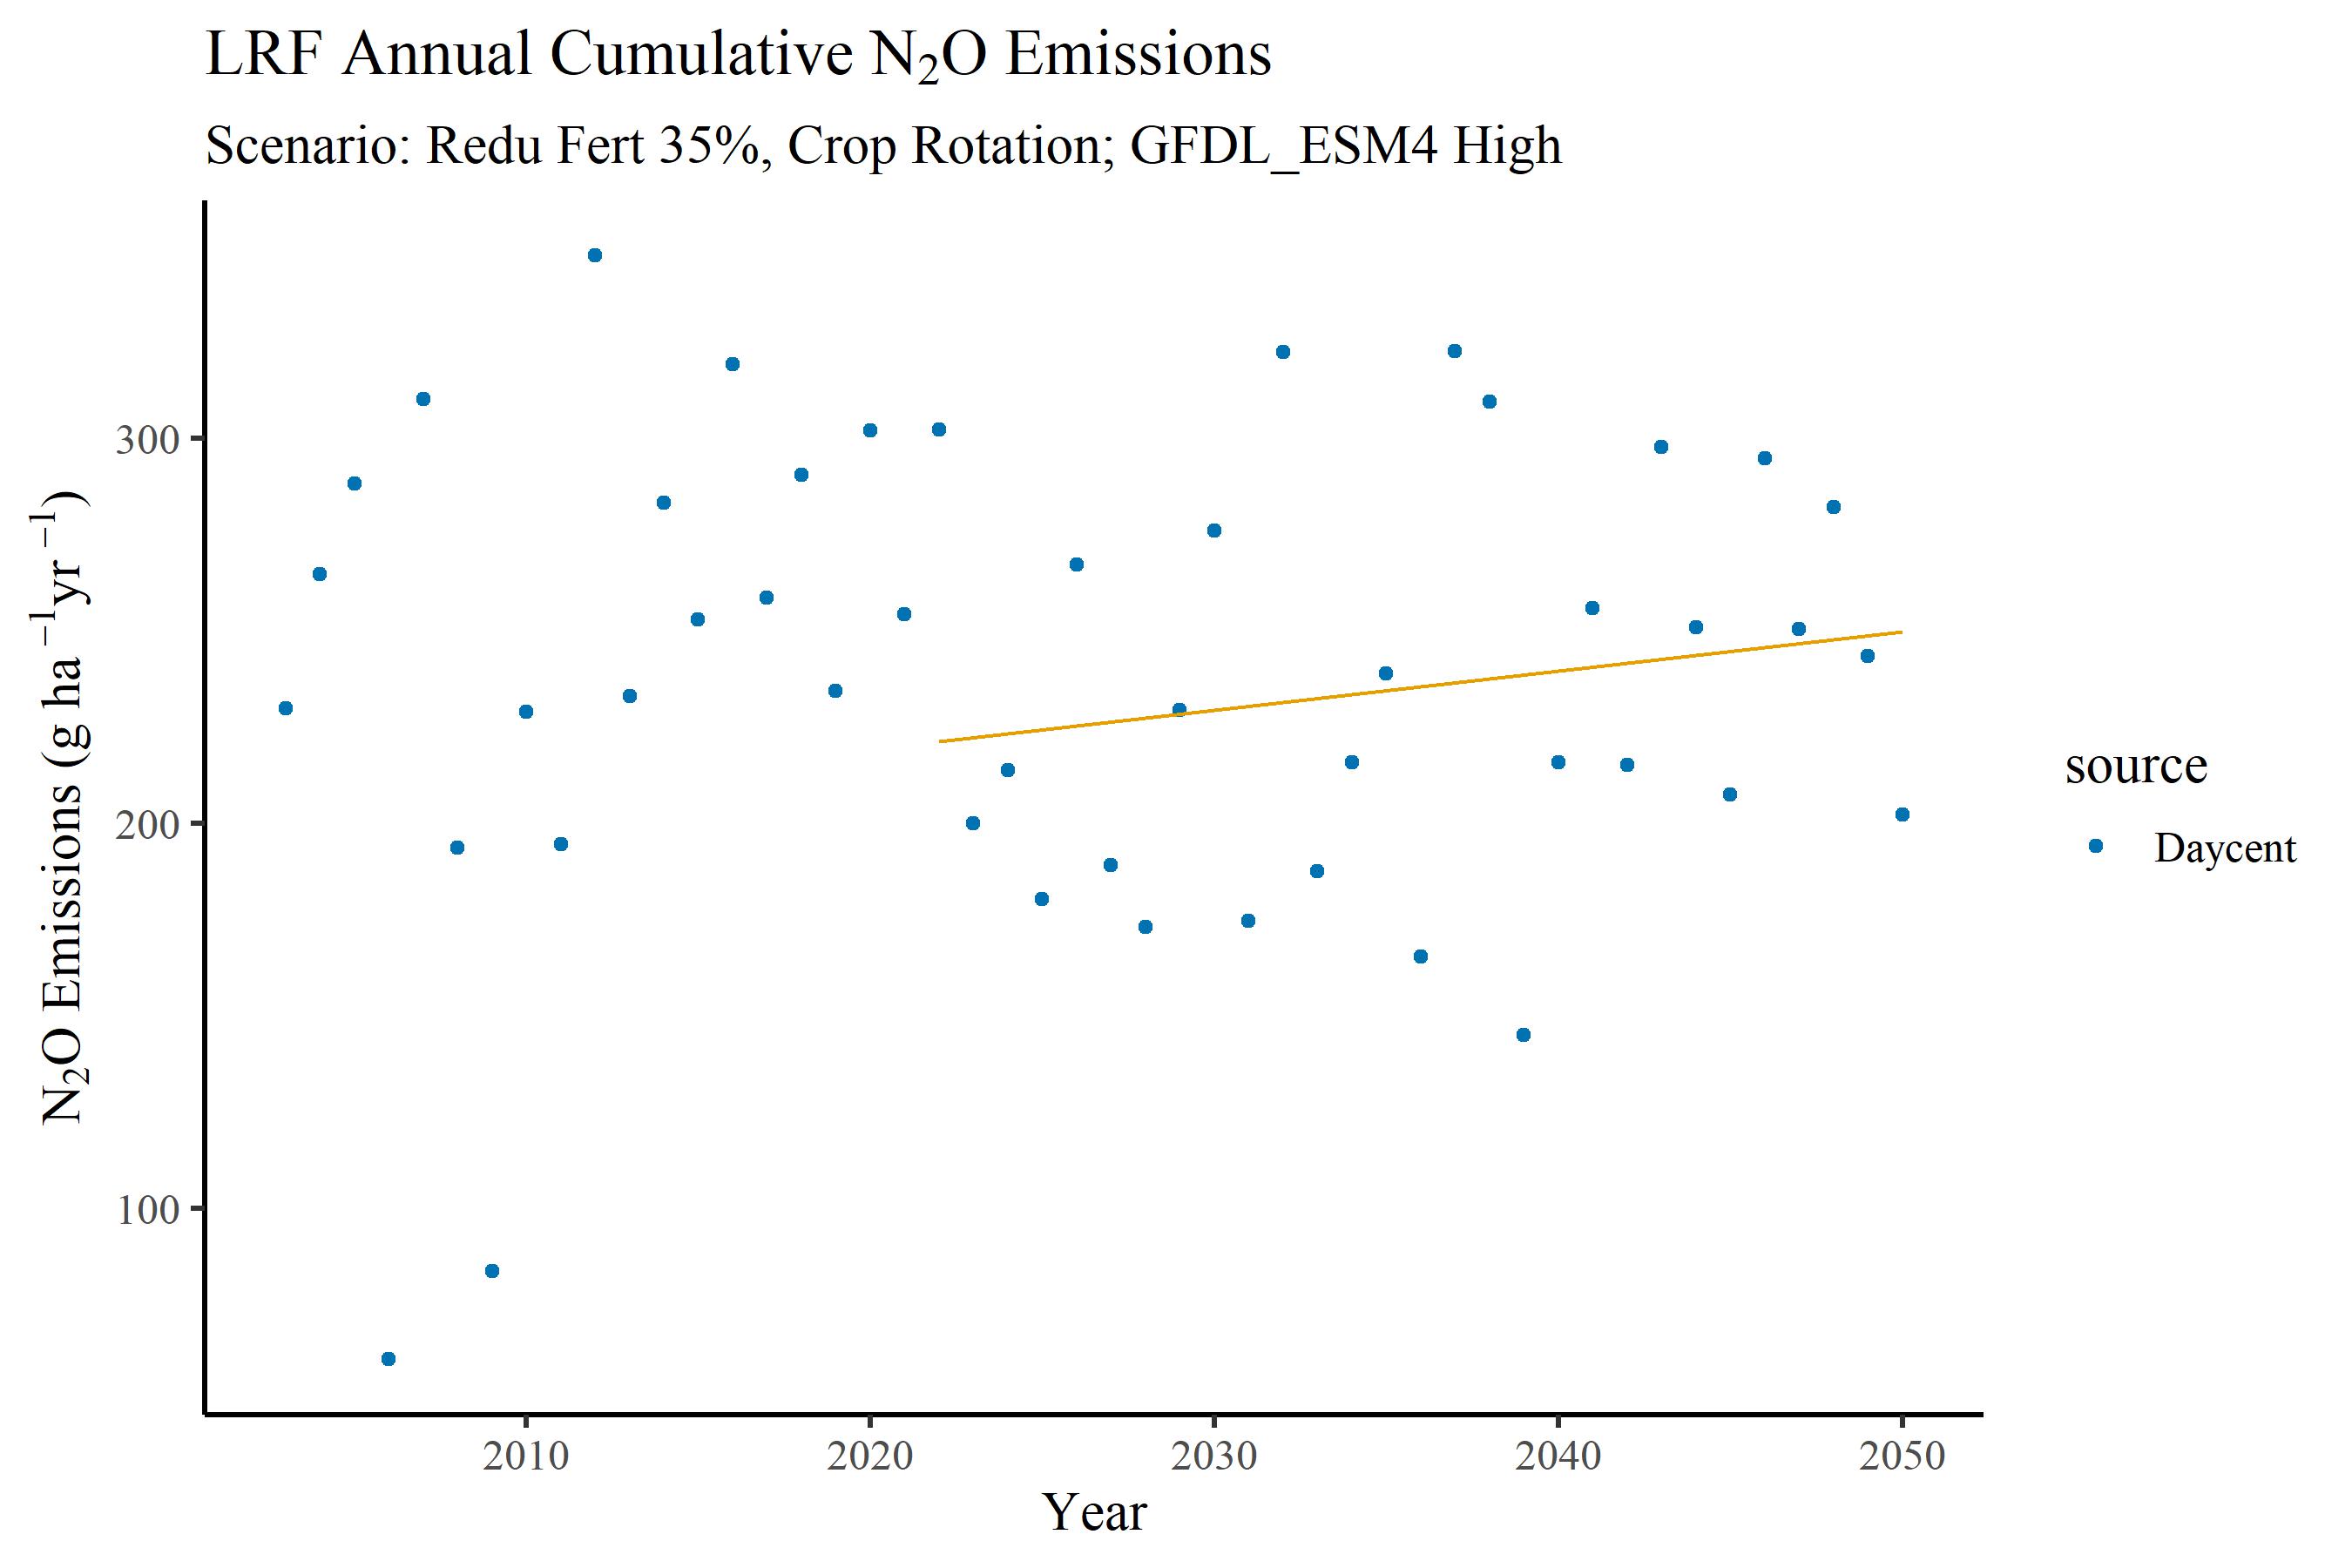 LRF Annual Cumulative N₂O Emissions
Scenario: Redu Fert 35%, Crop Rotation; GFDL_ESM4 High
N₂O Emissions (g ha ⁻¹yr ⁻¹)
300
200
100
2010
2020
2030
2040
2050
Year
source
Daycent